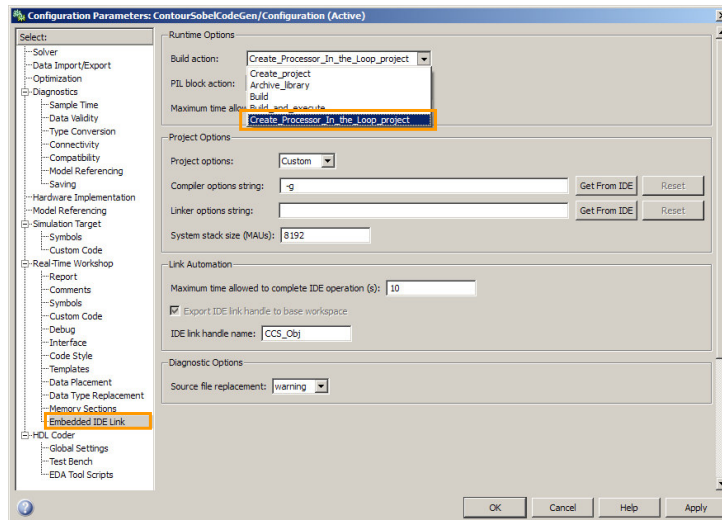 Configuration Parameters: ContourSobelCodeGen/Configuration (Active)
Select:
Solver
Data Import/Export
Optimization
Diagnostics
Sample Time
Data Validity
Type Conversion
Connectivity
Compatibility
Model Referencing
Saving
Hardware Implementation
Model Referencing
Simulation Target
Symbols
Custom Code
Real-Time Workshop
Report
Comments
Symbols
Custom Code
Debug
Interface
Code Style
Templates
Data Placement
Data Type Replacement
Memory Sections
Embedded IDE Link
HDL Coder
Global Settings
Test Bench
EDA Tool Scripts
Runtime Options
Build action: Create_Processor_In_the_Loop_project
Create_project
PIL block action: Archive_library
Build
Maximum time allow Build_and_execute
Create_Processor_In_the_Loop_project
Project Options
Project options: Custom
Compiler options string: -g Get From IDE Reset
Linker options string: Get From IDE Reset
System stack size (MAUs): 8192
Link Automation
Maximum time allowed to complete IDE operation (s): 10
Export IDE link handle to base workspace
IDE link handle name: CCS_Obj
Diagnostic Options
Source file replacement: warning
OK Cancel Help Apply